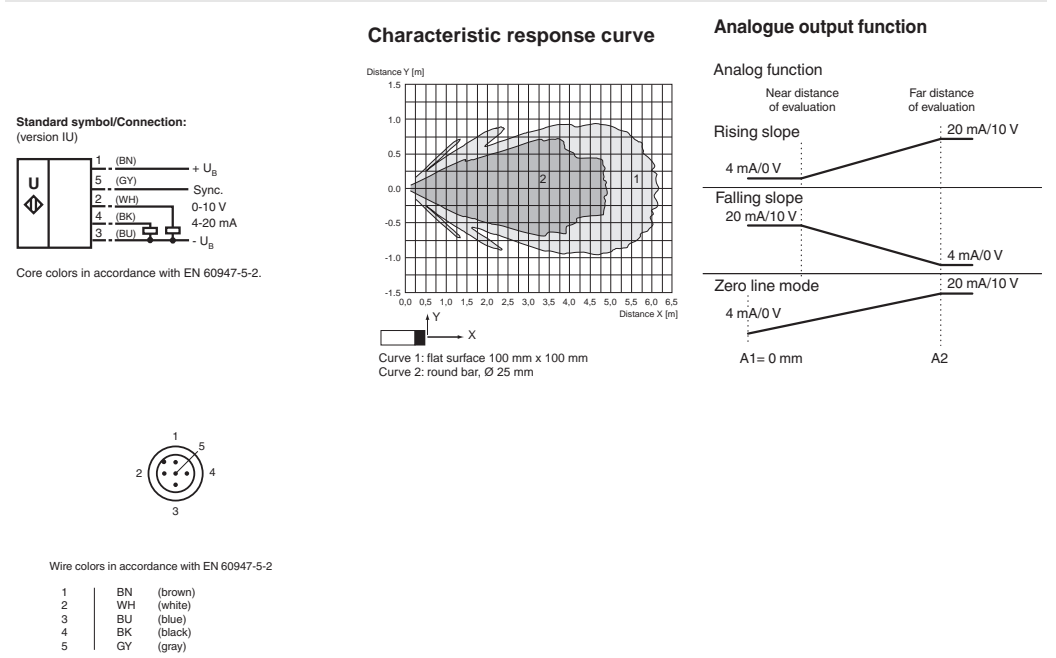 Standard symbol/Connection:
(version IU)
U
1 (BN)
+ UB
5 (GY)
Sync.
2 (WH)
0-10 V
4 (BK)
4-20 mA
3 (BU)
- UB
Core colors in accordance with EN 60947-5-2.
1
5
2
4
3
Wire colors in accordance with EN 60947-5-2
1 BN (brown)
2 WH (white)
3 BU (blue)
4 BK (black)
5 GY (gray)
Characteristic response curve
Distance Y [m]
1.5
1.0
0.5
0.0
-0.5
-1.0
-1.5
2
1
0,0 0,5 1,0 1,5 2,0 2,5 3,0 3,5 4,0 4,5 5,0 5,5 6,0 6,5
Distance X [m]
Y
X
Curve 1: flat surface 100 mm x 100 mm
Curve 2: round bar, Ø 25 mm
Analogue output function
Analog function
Near distance
of evaluation
Far distance
of evaluation
Rising slope
20 mA/10 V
4 mA/0 V
Falling slope
20 mA/10 V
4 mA/0 V
Zero line mode
20 mA/10 V
4 mA/0 V
A1= 0 mm
A2